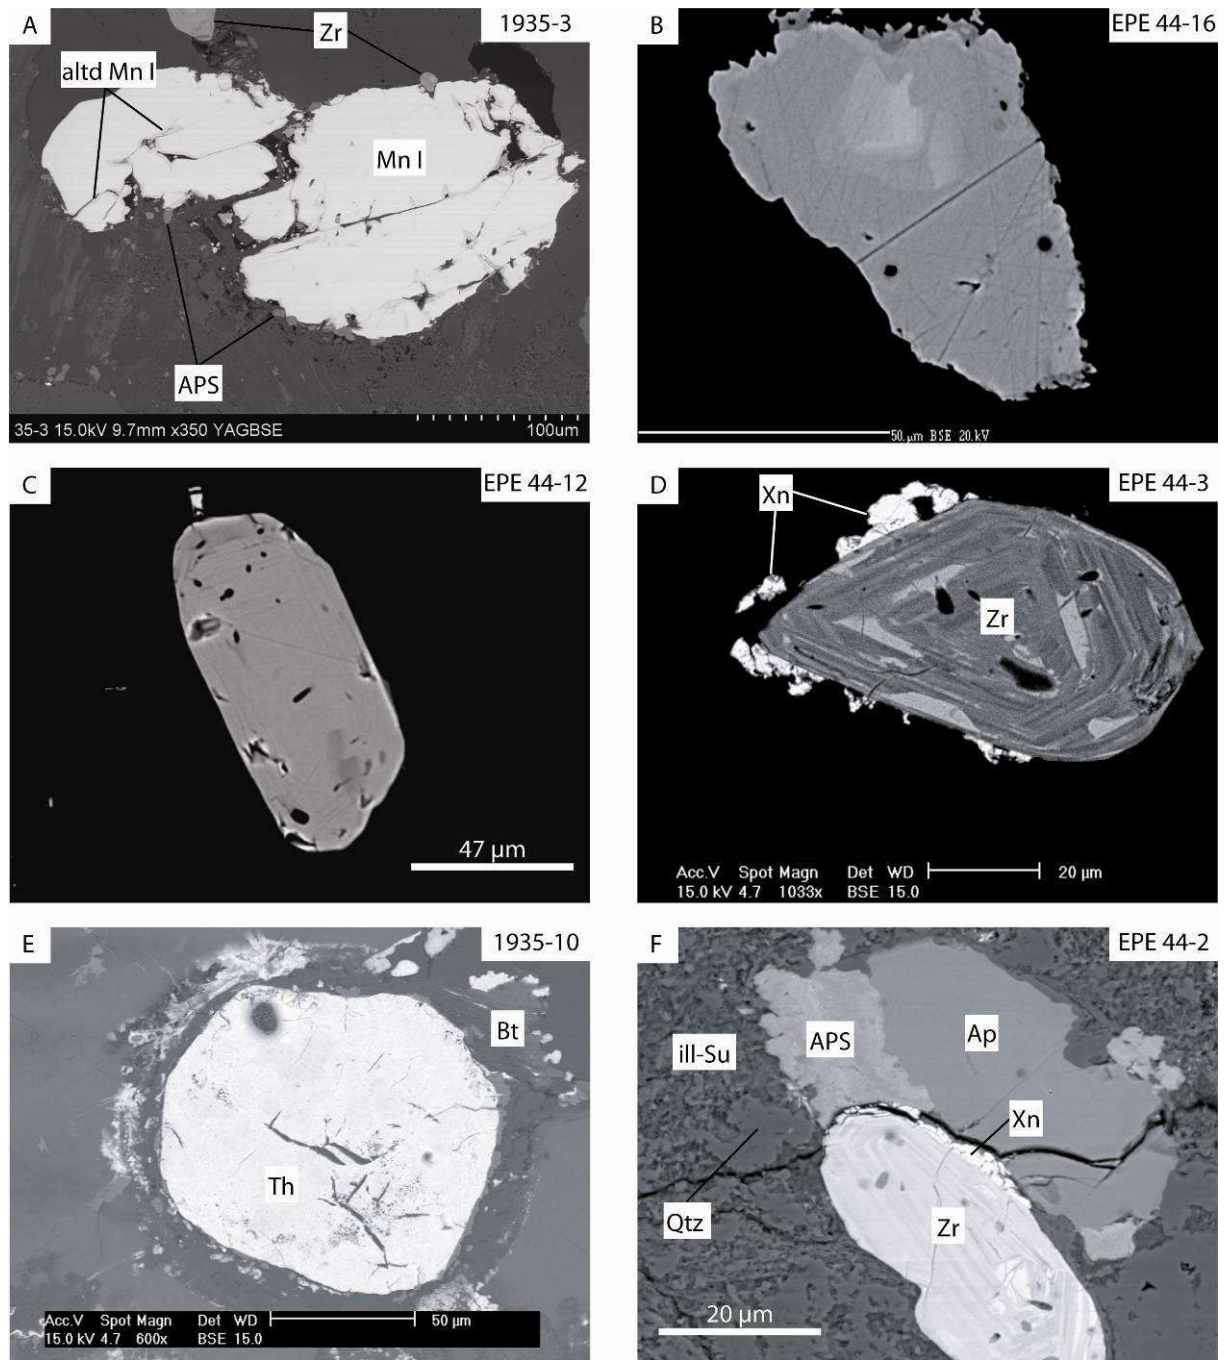 A
1935-3
Zr
altd Mn I
Mn I
APS
35-3 15.0kV 9.7mm x350 YAGBSE 100um
B
EPE 44-16
50.µm BSE 20.kV
C
EPE 44-12
47 µm
D
EPE 44-3
Xn
Zr
Acc.V Spot Magn Det WD 20 µm
15.0 kV 4.7 1033x BSE 15.0
E
1935-10
Bt
Th
Acc.V Spot Magn Det WD 50 µm
15.0 kV 4.7 600x BSE 15.0
F
EPE 44-2
Ap
APS
ill-Su
Xn
Qtz
Zr
20 µm